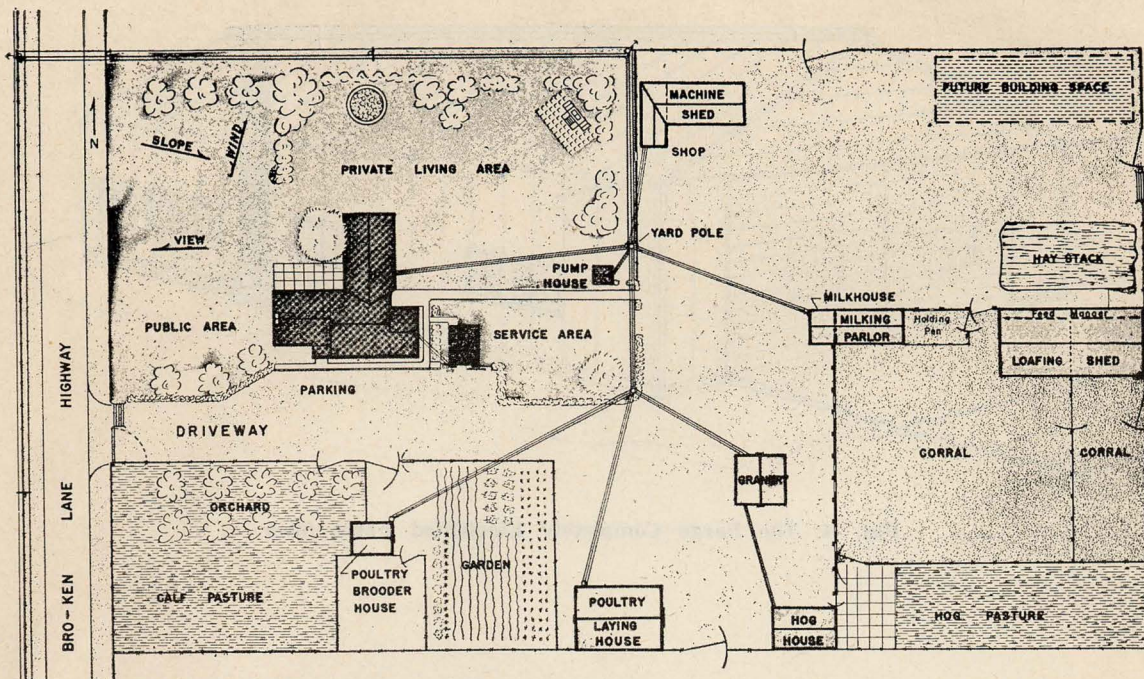 MACHINE
SHED
FUTURE BUILDING SPACE
N
SLOPE
WIND
SHOP
PRIVATE LIVING AREA
YARD POLE
VIEW
HAY STACK
PUMP
HOUSE
MILKHOUSE
PUBLIC AREA
SERVICE AREA
MILKING
PARLOR
Holding
Pen
Feed Manger
LOAFING SHED
PARKING
DRIVEWAY
CORRAL
CORRAL
GRANERY
ORCHARD
GARDEN
POULTRY
BROODER
HOUSE
CALF PASTURE
POULTRY
LAYING
HOUSE
HOG
HOUSE
HOG PASTURE
BRO-KEN LANE HIGHWAY